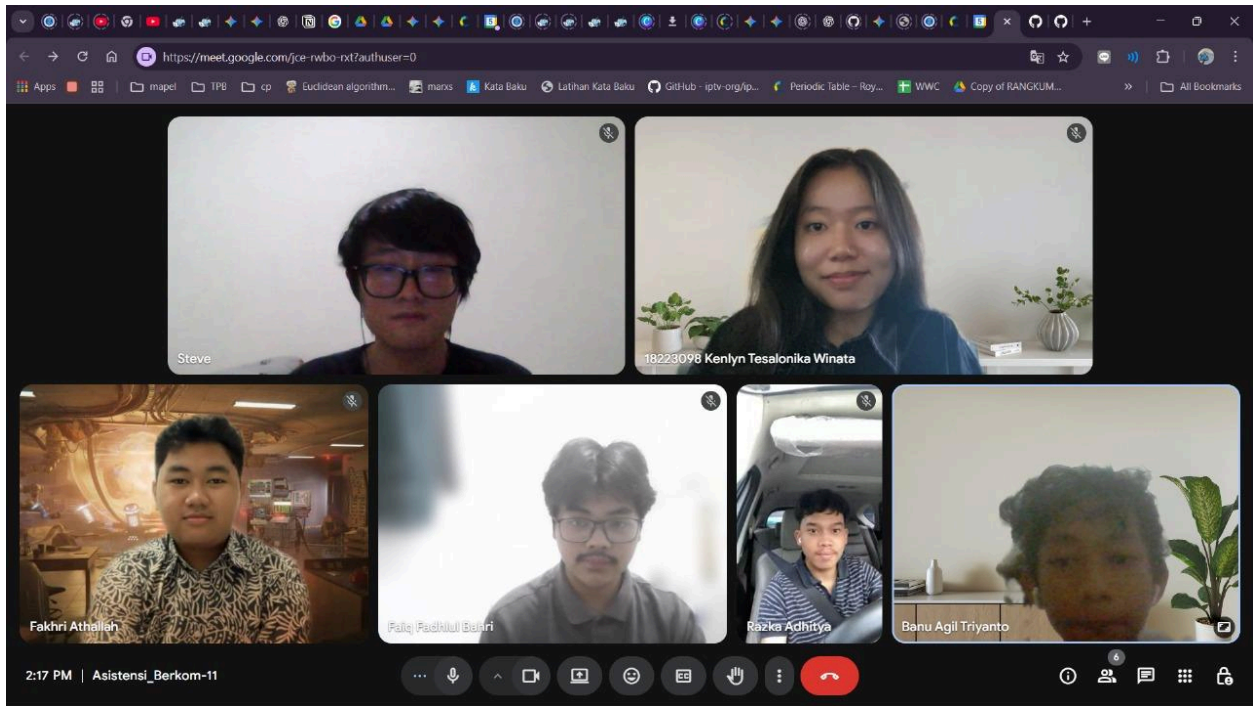 https://meet.google.com/jce-rwbo-rxt?authuser=0
Apps mapel TPB cp Euclidean algorithm... marxs Kata Baku Latihan Kata Baku GitHub - iptv-org/ip... Periodic Table – Roy... WWC Copy of RANGKUM... » All Bookmarks
Steve
18223098 Kenlyn Tesalonika Winata
Fakhri Athallah
Faiq Fadhlul Bahri
Razka Adhitya
Banu Agil Triyanto
6
2:17 PM | Asistensi_Berkom-11
CC